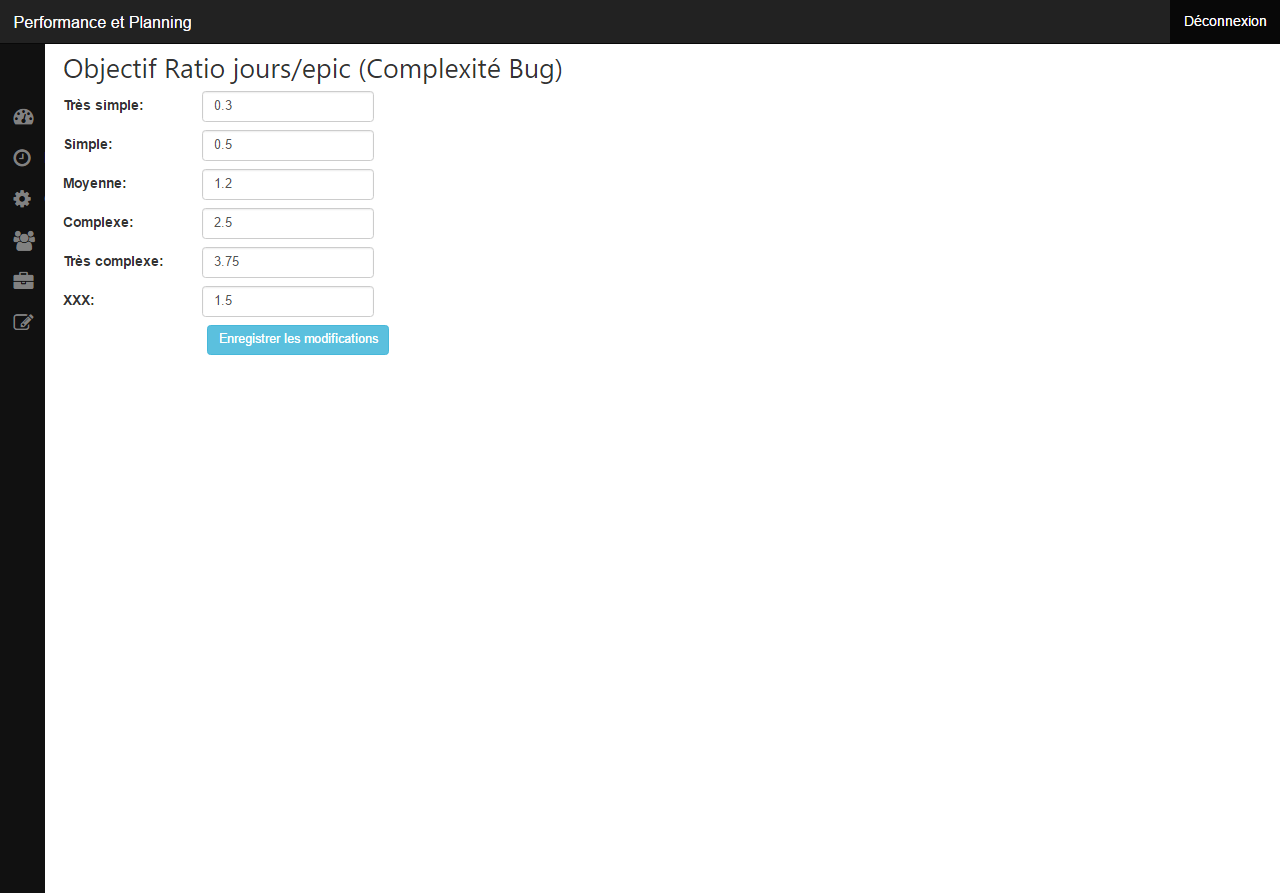 Performance et Planning
Déconnexion
Objectif Ratio jours/epic (Complexité Bug)
Très simple: 0.3
Simple: 0.5
Moyenne: 1.2
Complexe: 2.5
Très complexe: 3.75
XXX: 1.5
Enregistrer les modifications